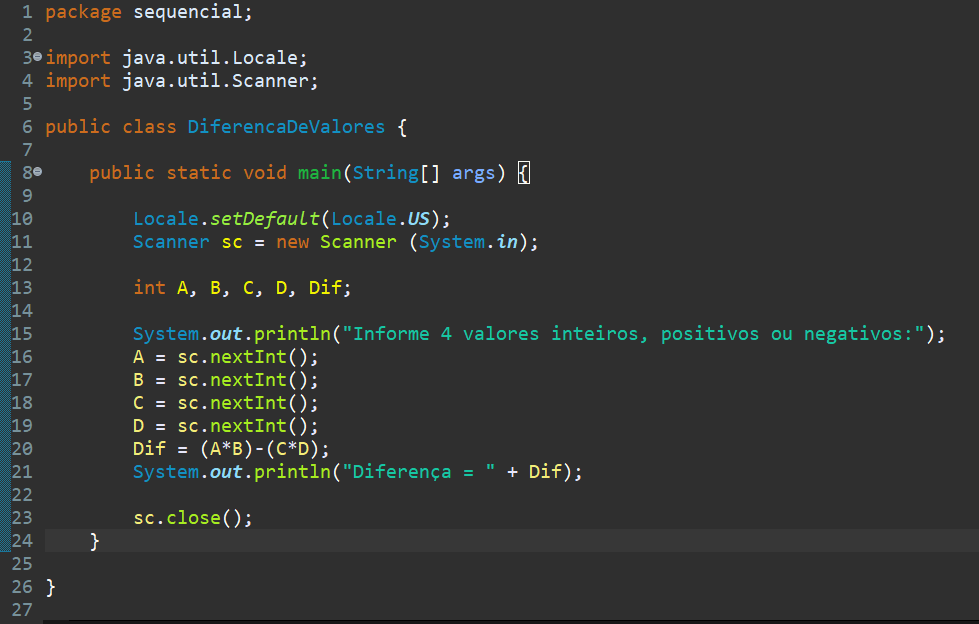 1 package sequencial;
2
3 import java.util.Locale;
4 import java.util.Scanner;
5
6 public class DiferencaDeValores {
7
8     public static void main(String[] args) {
9
10         Locale.setDefault(Locale.US);
11         Scanner sc = new Scanner (System.in);
12
13         int A, B, C, D, Dif;
14
15         System.out.println("Informe 4 valores inteiros, positivos ou negativos:");
16         A = sc.nextInt();
17         B = sc.nextInt();
18         C = sc.nextInt();
19         D = sc.nextInt();
20         Dif = (A*B)-(C*D);
21         System.out.println("Diferença = " + Dif);
22
23         sc.close();
24     }
25
26 }
27